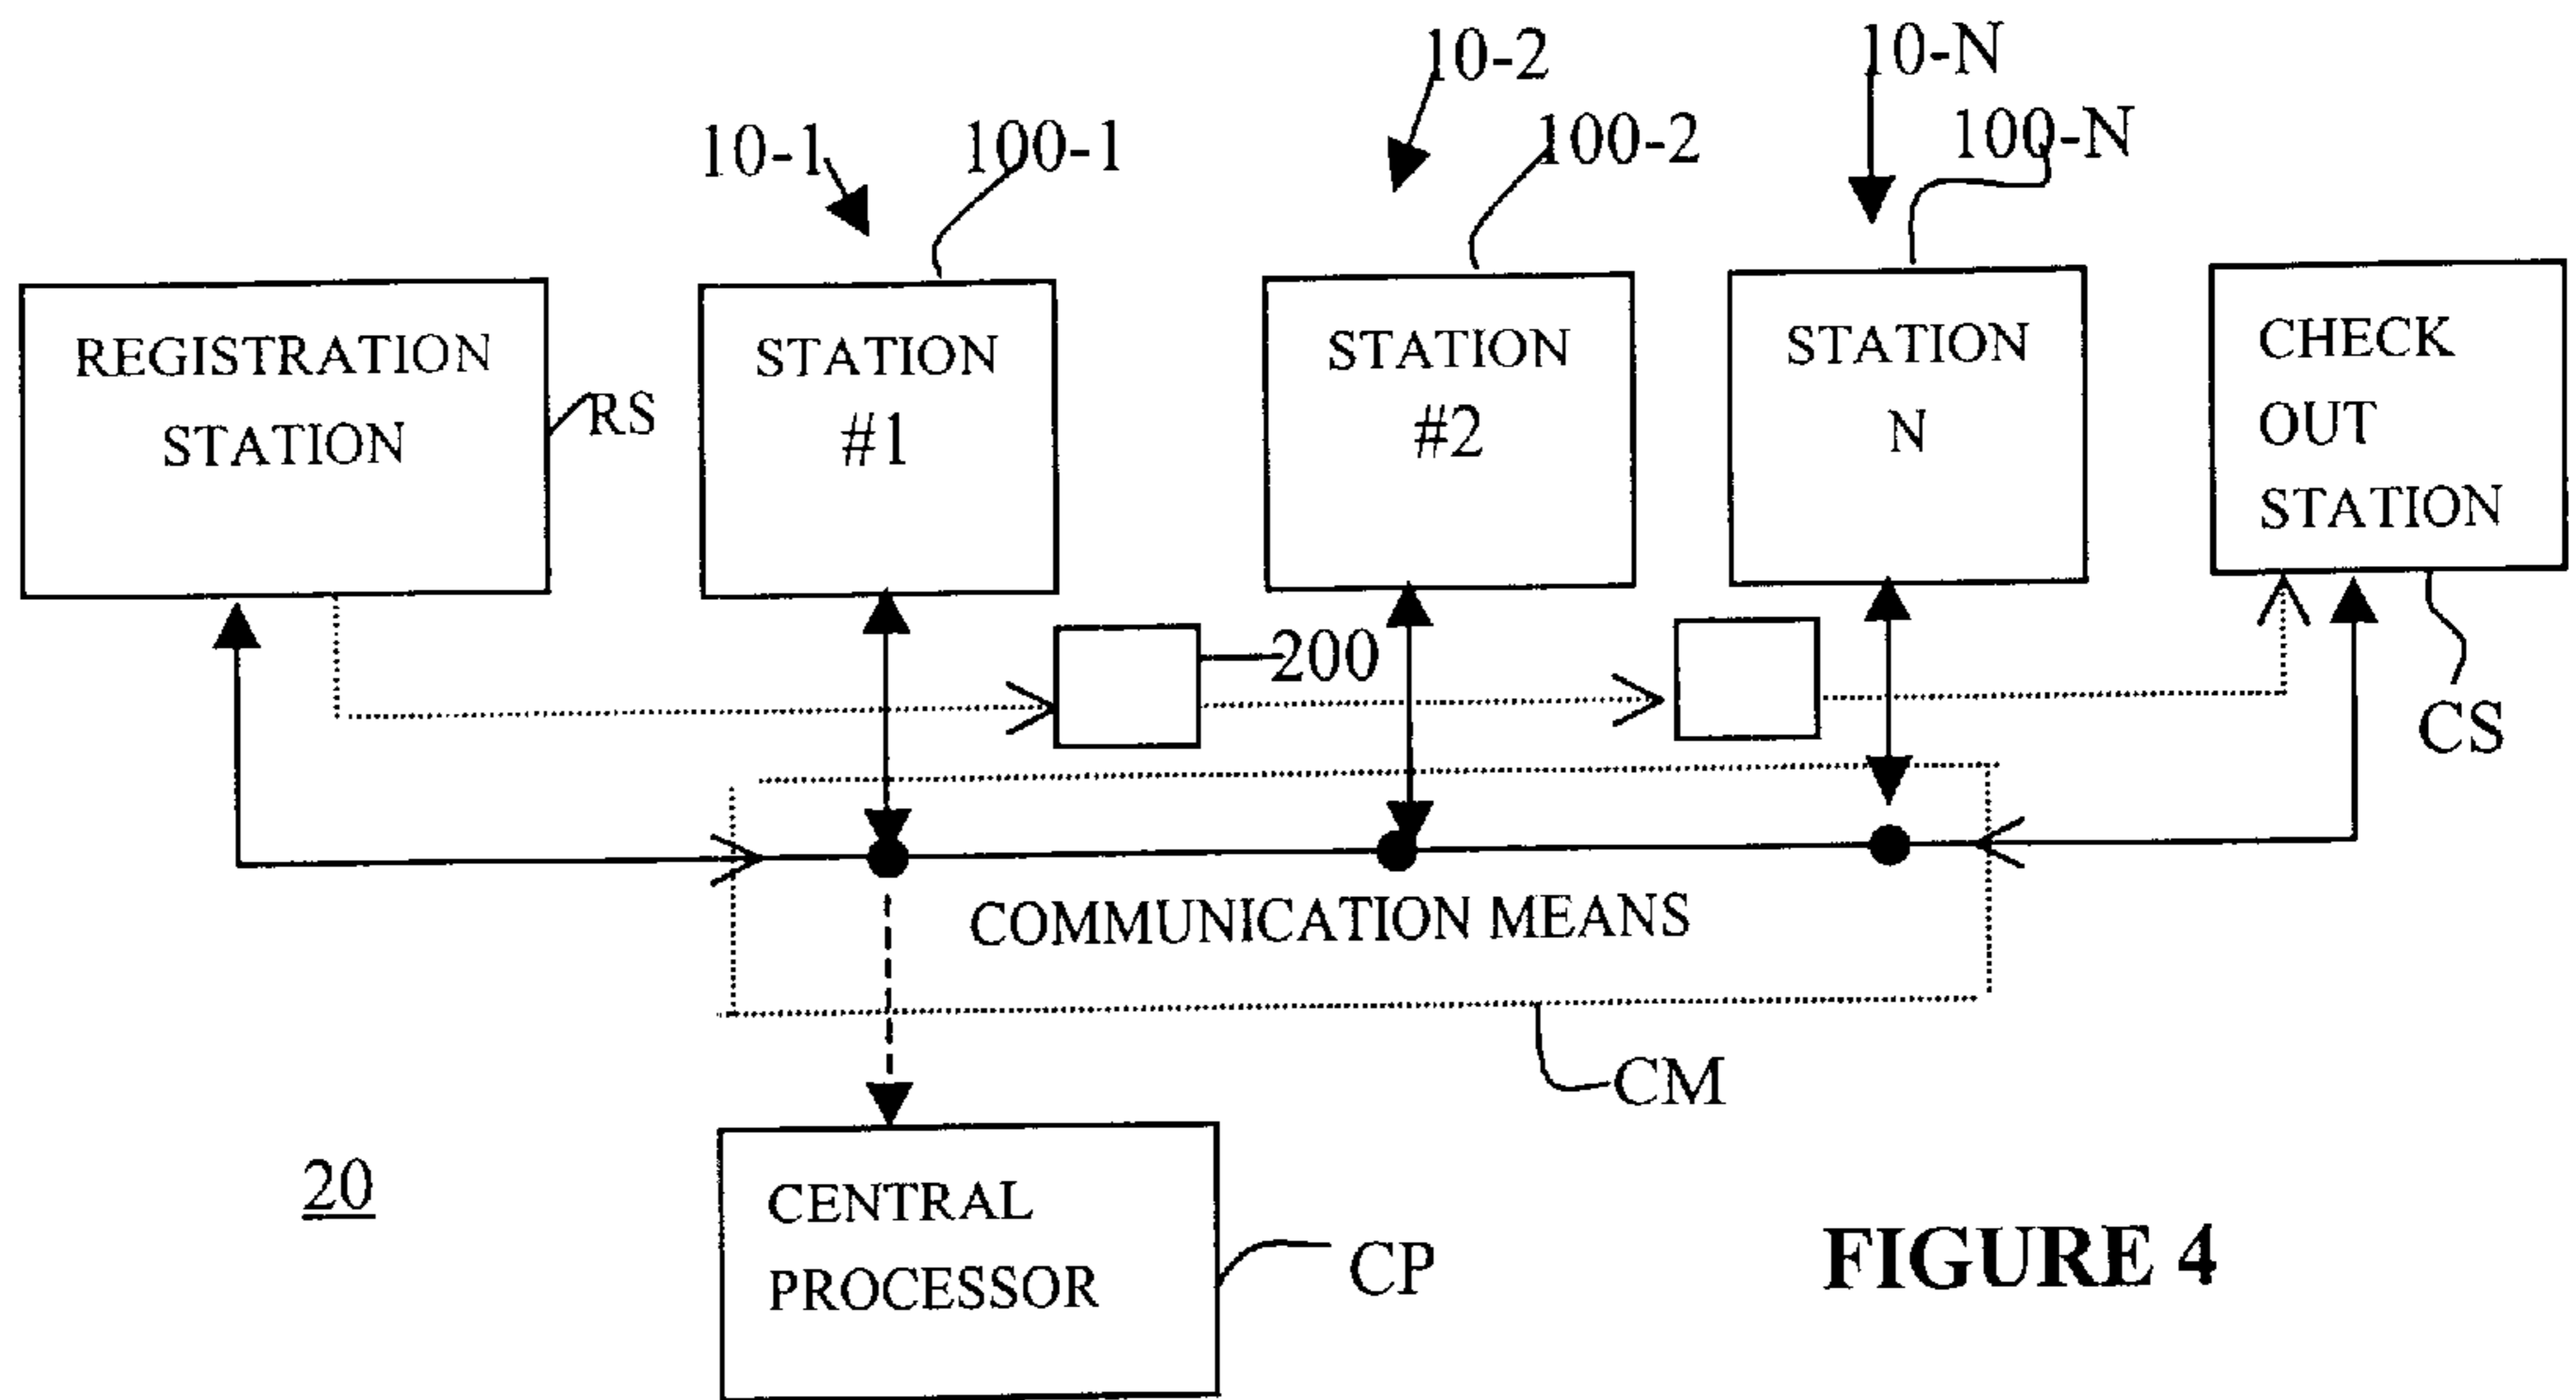 10-1
100-1
10-2
100-2
10-N
100-N
REGISTRATION
STATION
RS
STATION
#1
STATION
#2
STATION
N
CHECK
OUT
STATION
200
CS
COMMUNICATION MEANS
CM
20
CENTRAL
PROCESSOR
CP
FIGURE 4